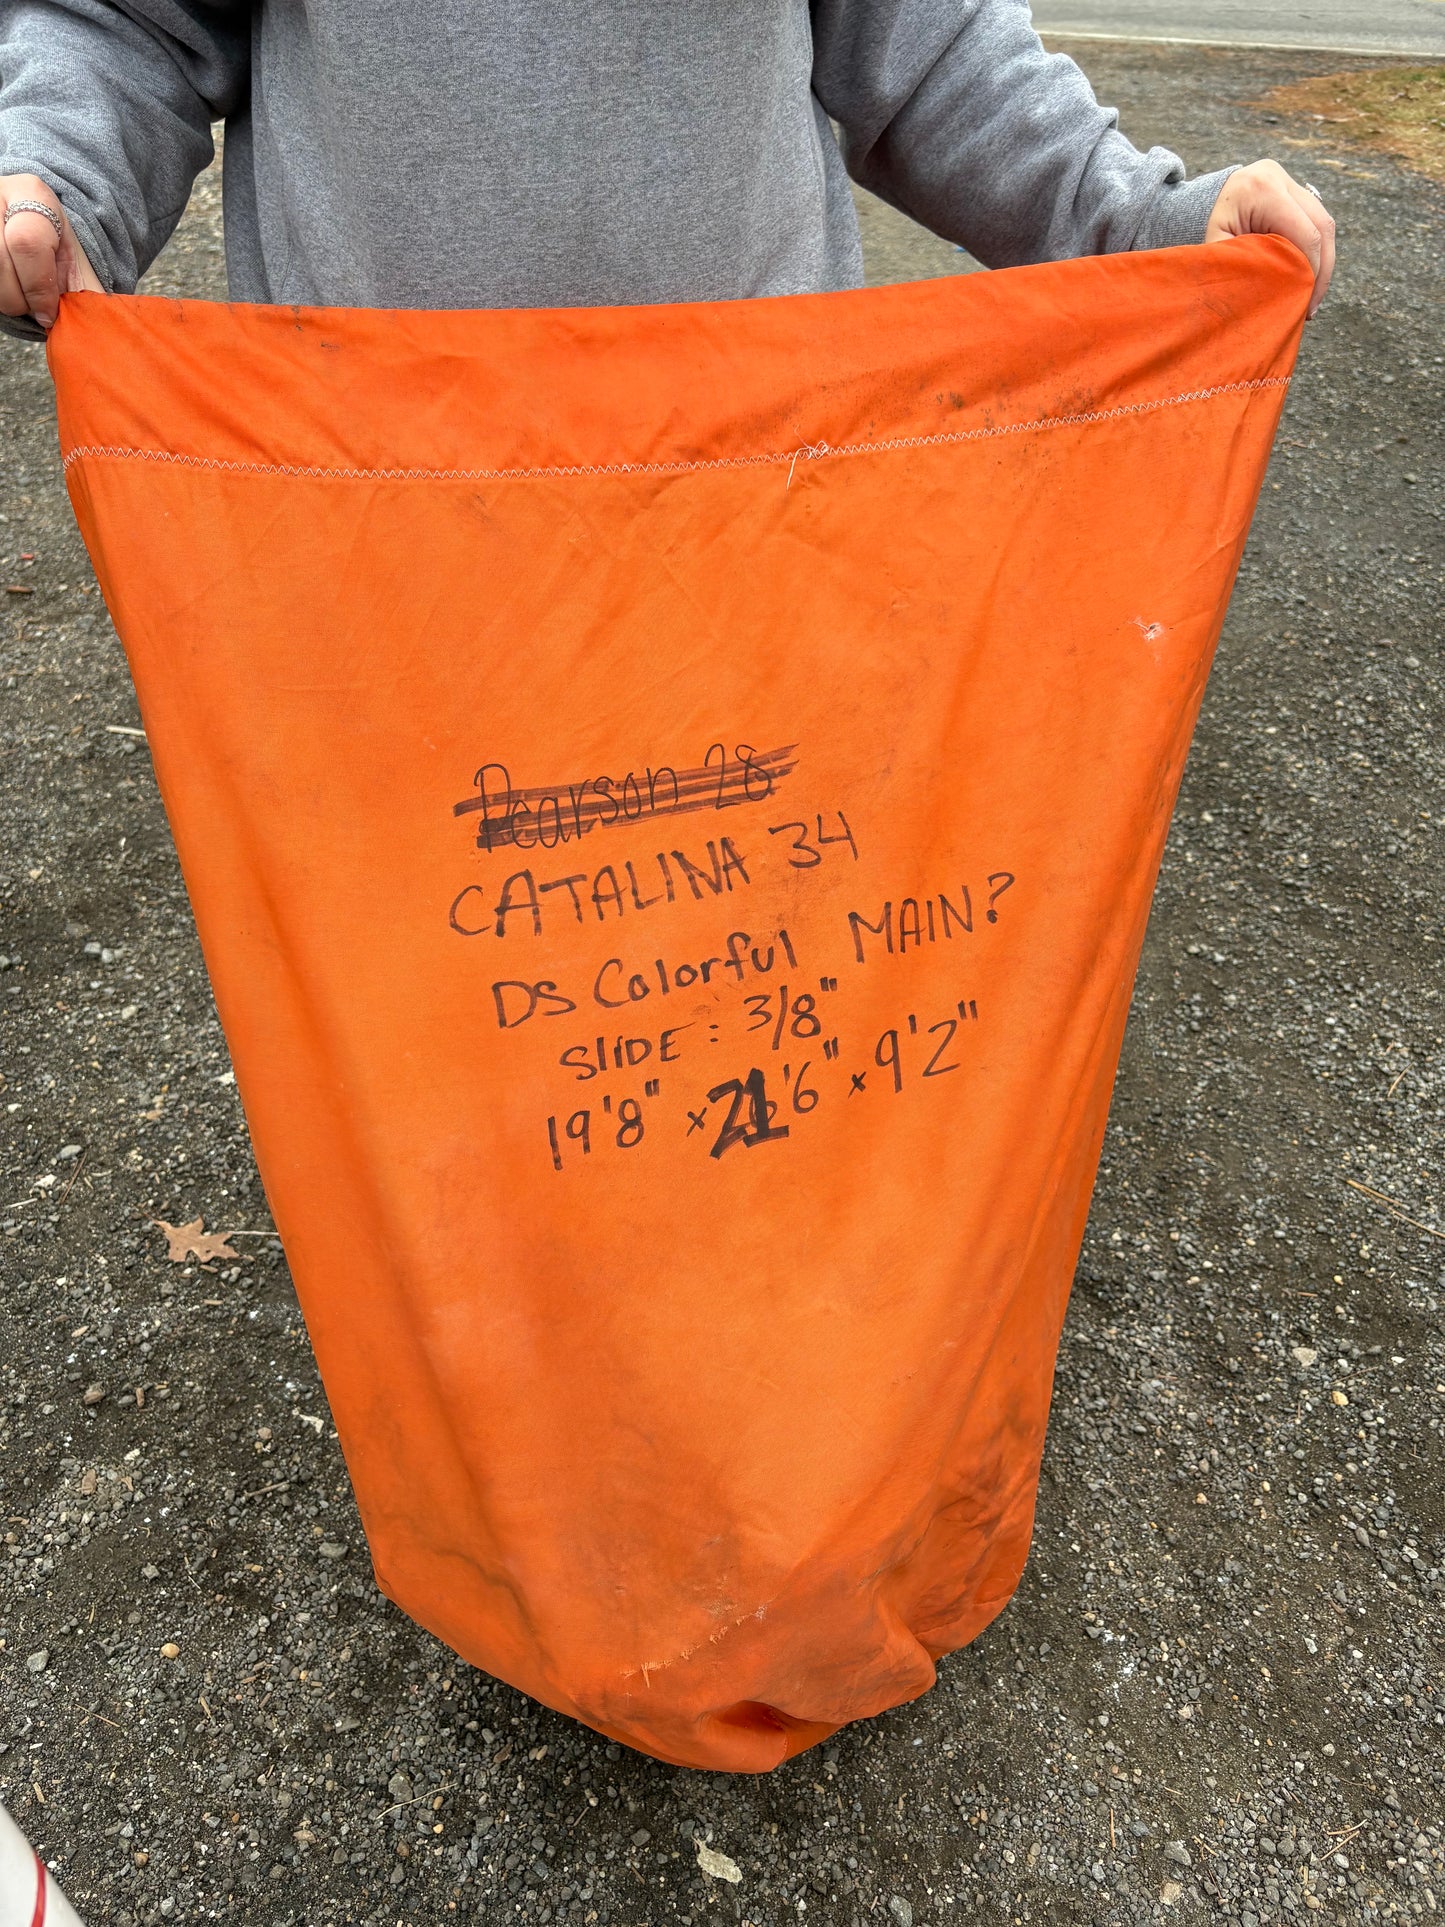 Pearson 28
CATALINA 34
DS Colorful MAIN?
SLIDE: 3/8"
19'8" x 21'6" x 9'2"